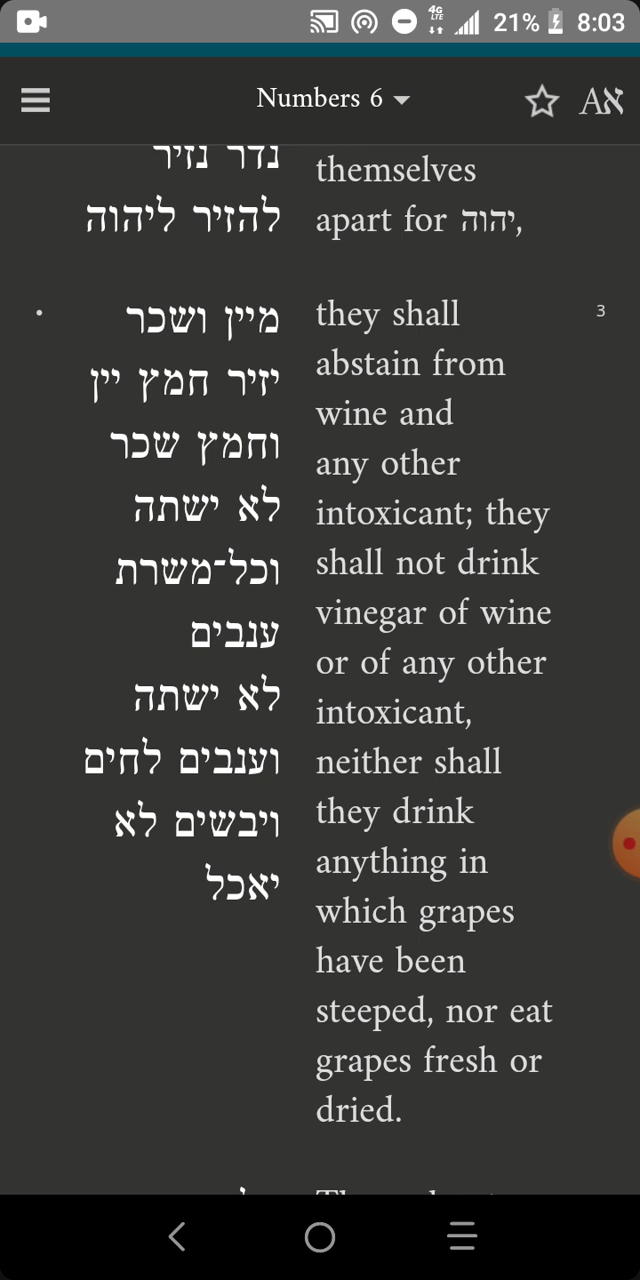 4G
LTE
21%
8:03
Numbers 6
Aא
נדר נזיר
להזיר ליהוה
themselves
apart for יהוה,
מיין ושכר
יזיר חמץ יין
וחמץ שכר
לא ישתה
וכל־משרת
ענבים
לא ישתה
וענבים לחים
ויבשים לא
יאכל
they shall
abstain from
wine and
any other
intoxicant; they
shall not drink
vinegar of wine
or of any other
intoxicant,
neither shall
they drink
anything in
which grapes
have been
steeped, nor eat
grapes fresh or
dried.
3